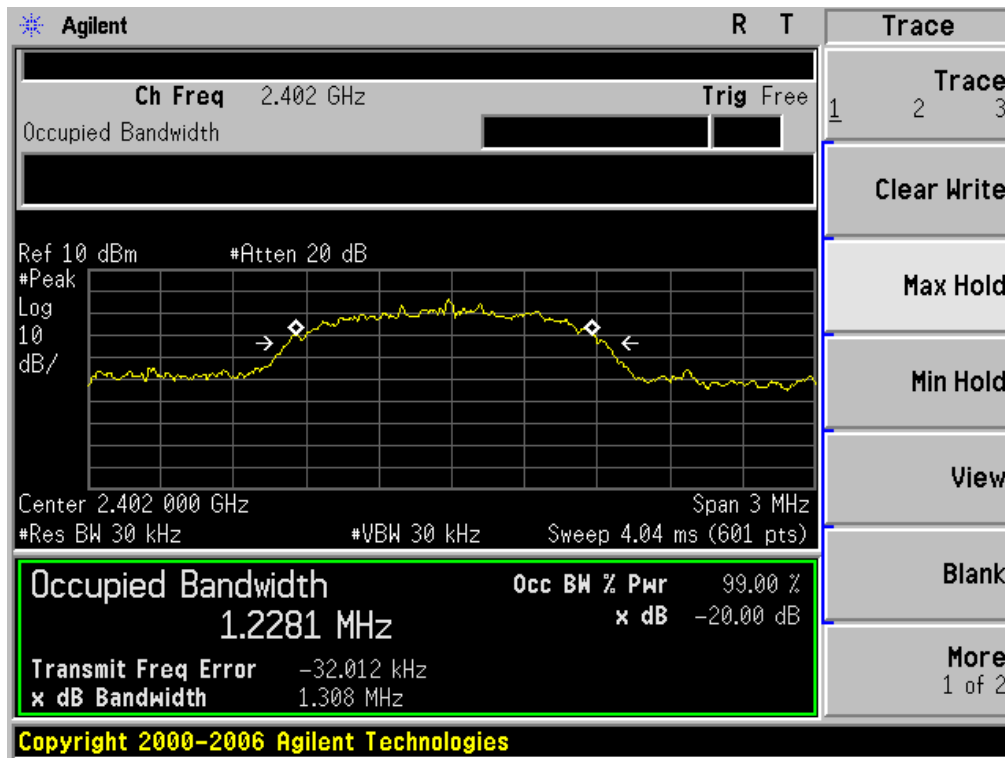 Agilent R T Trace
Ch Freq 2.402 GHz Trig Free
Occupied Bandwidth
Trace
1 2 3
Clear Write
Max Hold
Min Hold
View
Blank
More
1 of 2
Ref 10 dBm #Atten 20 dB
#Peak
Log
10
dB/
Center 2.402 000 GHz Span 3 MHz
#Res BW 30 kHz #VBW 30 kHz Sweep 4.04 ms (601 pts)
Occupied Bandwidth Occ BW % Pwr 99.00 %
1.2281 MHz x dB -20.00 dB
Transmit Freq Error -32.012 kHz
x dB Bandwidth 1.308 MHz
Copyright 2000-2006 Agilent Technologies